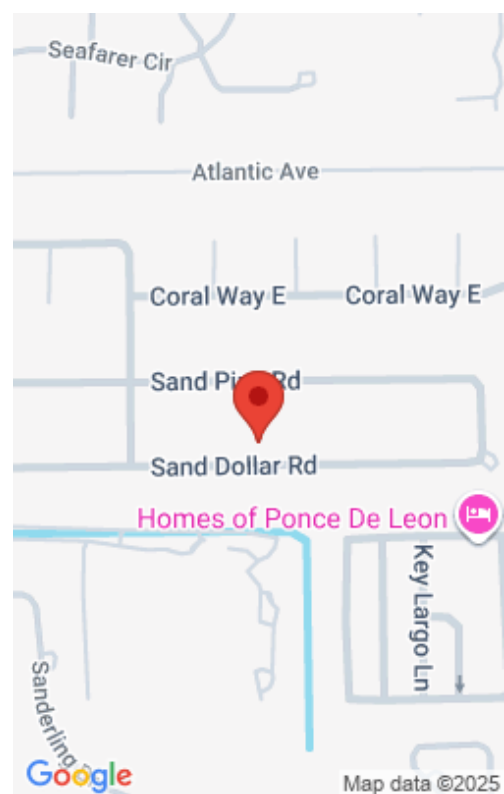 Seafarer Cir
Atlantic Ave
Coral Way E
Coral Way E
Sand Rd
Sand Dollar Rd
Homes of Ponce De Leon
Key Largo Ln
Sanderling
Google
Map data ©2025